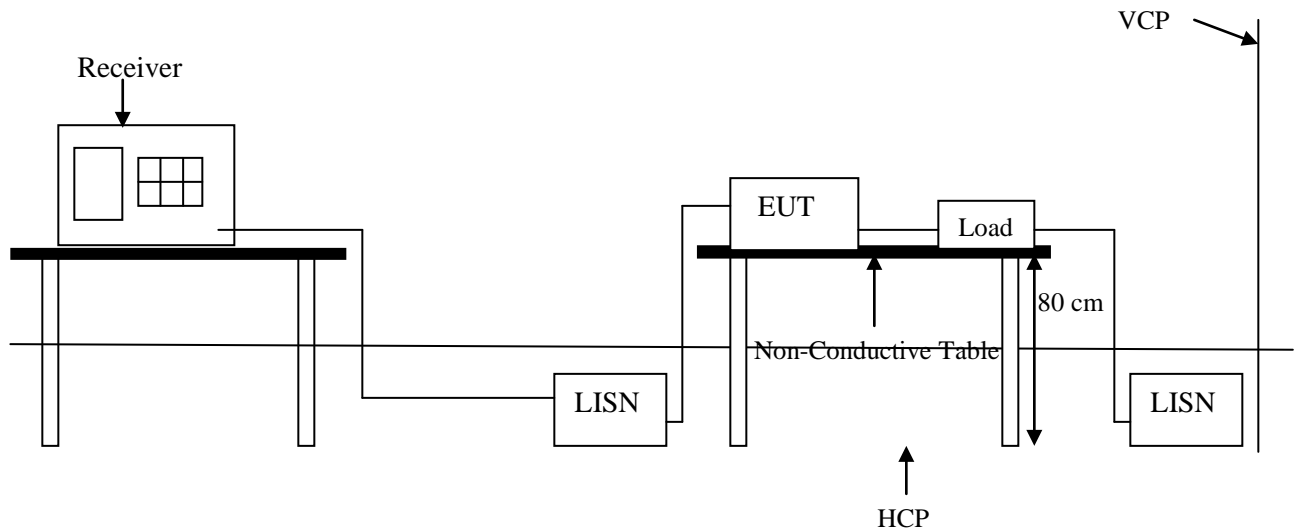 VCP
Receiver
EUT
Load
80 cm
Non-Conductive Table
LISN
LISN
HCP